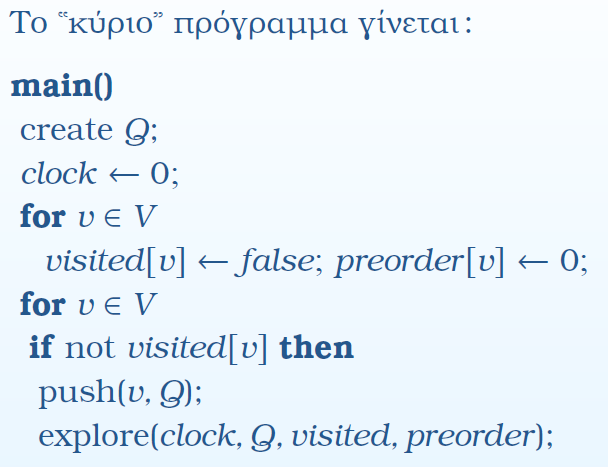 Το “κύριο” πρόγραμμα γίνεται:
main()
create Q;
clock ← 0;
for v ∈ V
visited[v] ← false; preorder[v] ← 0;
for v ∈ V
if not visited[v] then
push(v, Q);
explore(clock, Q, visited, preorder);